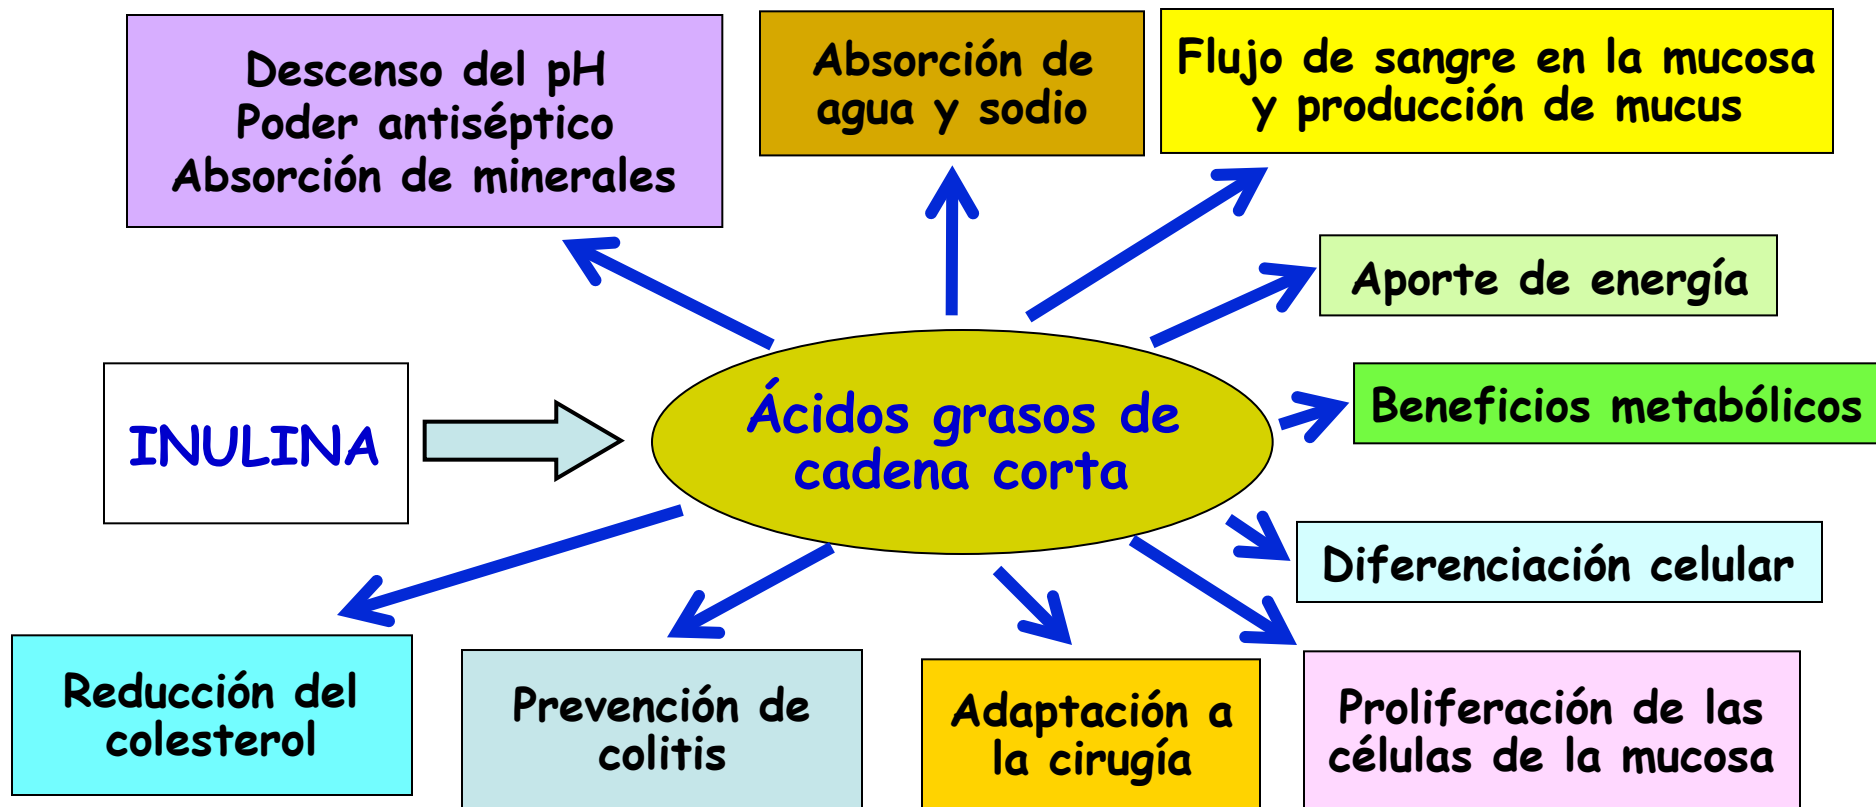 Descenso del pH
Poder antiséptico
Absorción de minerales
Absorción de
agua y sodio
Flujo de sangre en la mucosa
y producción de mucus
Aporte de energía
INULINA
Ácidos grasos de
cadena corta
Beneficios metabólicos
Diferenciación celular
Reducción del
colesterol
Prevención de
colitis
Adaptación a
la cirugía
Proliferación de las
células de la mucosa